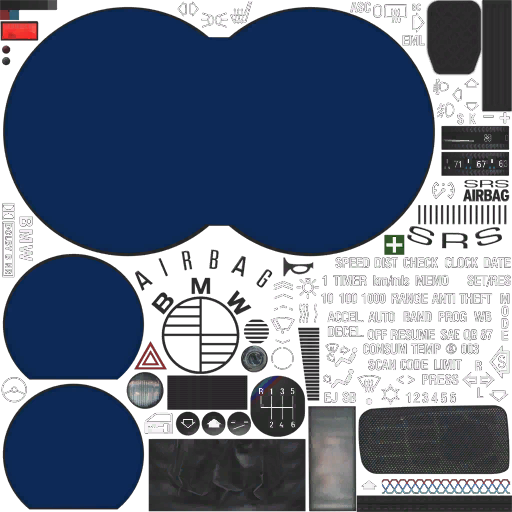 ASC
EML
S K - +
71 67 63
SRS
AIRBAG
SRS
BMW
AIRBAG
BMW
SPEED DIST CHECK CLOCK DATE
1 TIMER km/mls MEMO SET/RES
10 100 1000 RANGE ANTI THEFT
MODE
ACCEL AUTO BAND PROG WB
DECEL OFF RESUME SAE OB 87
CONSUM TEMP
SCAN CODE LIMIT R
<> PRESS
EJ SB 123456 L
R 1 3 5
2 4 6